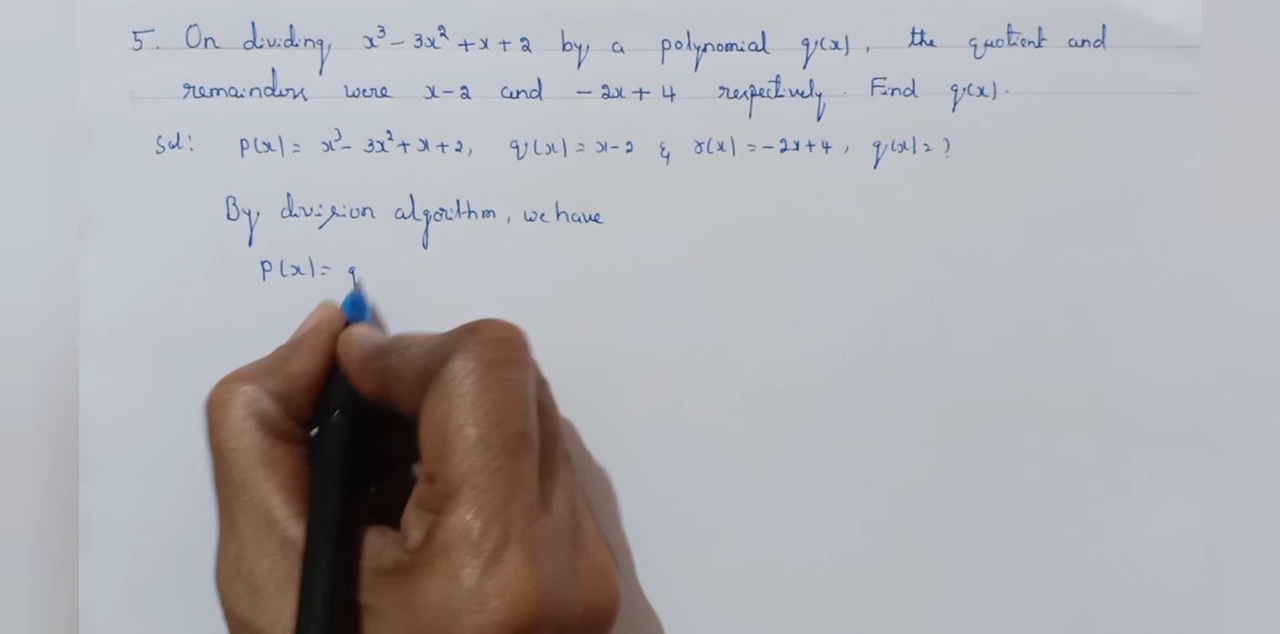 5. On dividing x³ - 3x² + x + 2 by a polynomial g(x), the quotient and
remainders were x-2 and -2x+4 respectively. Find g(x).
Sol: p(x) = x³ - 3x² + x + 2, q(x) = x-2 & r(x) = -2x+4, g(x) = ?
By division algorithm, we have
p(x) = g